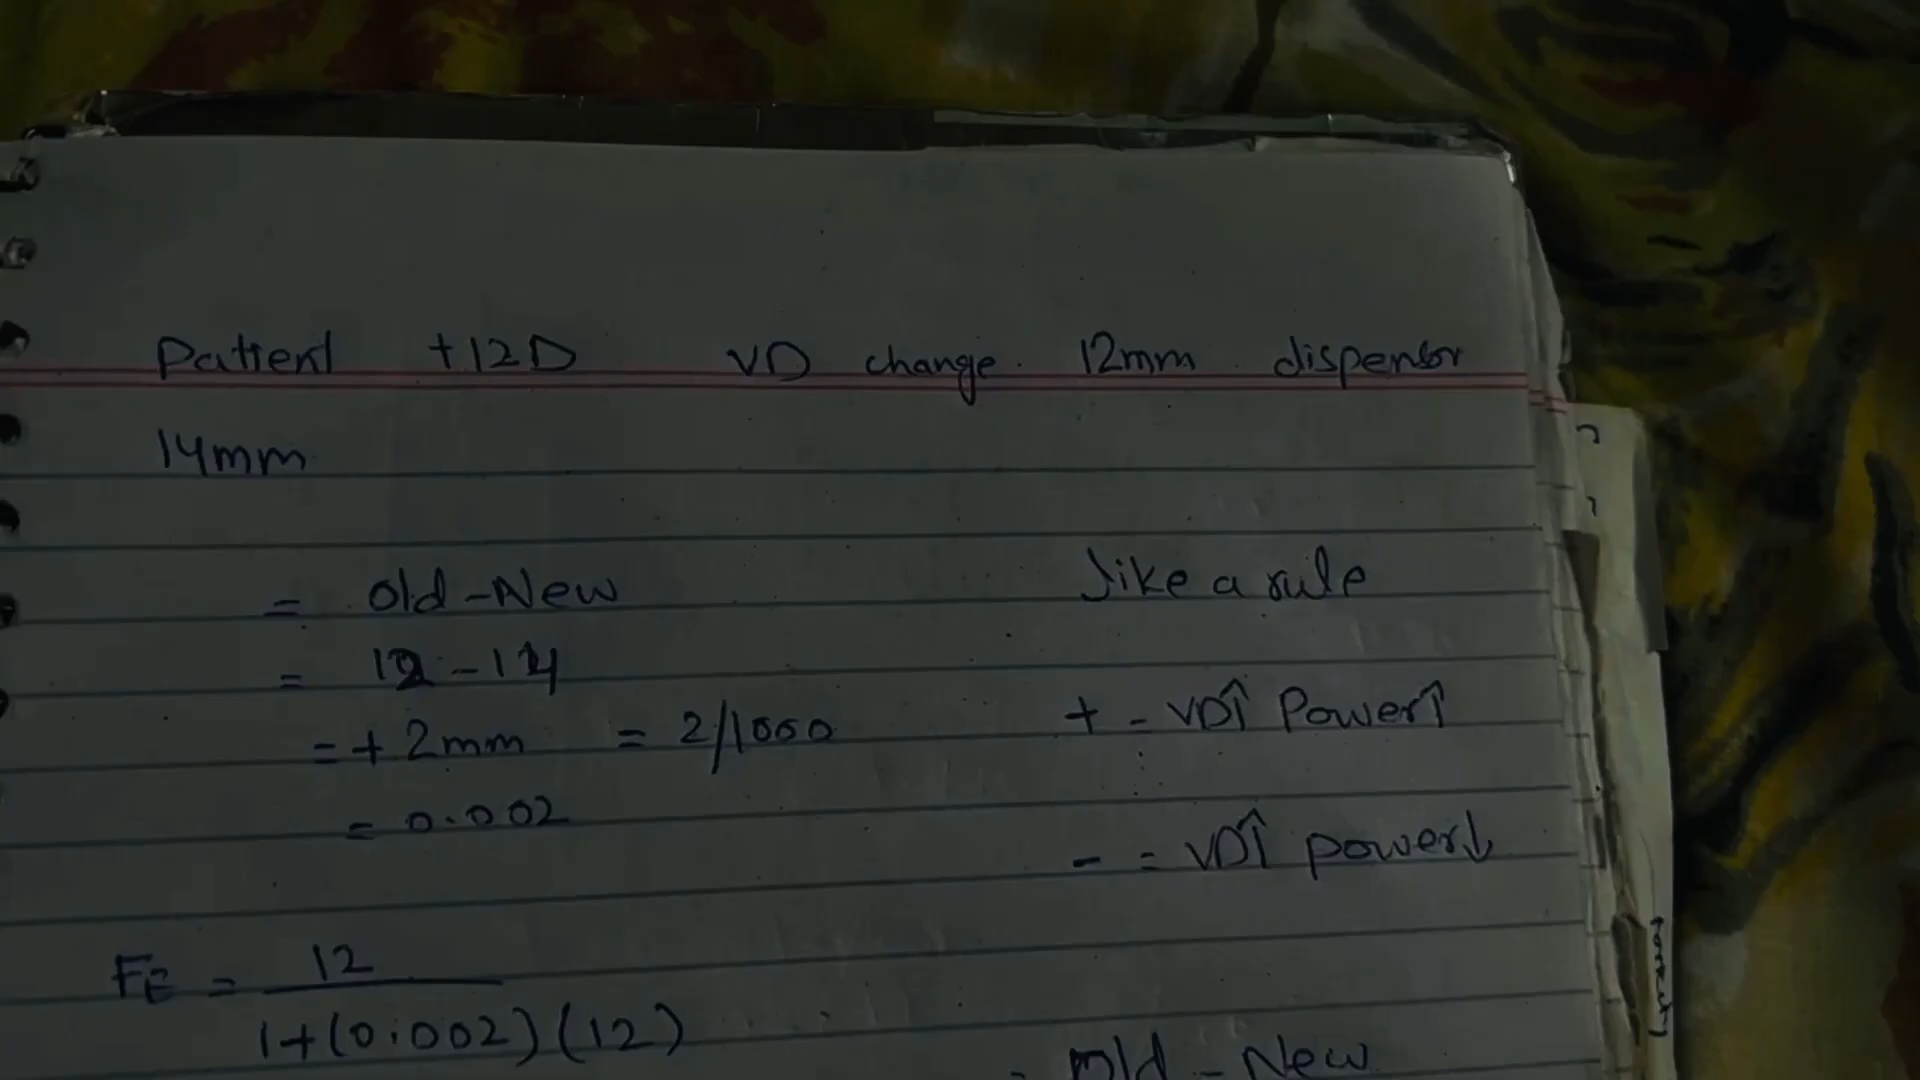 Patient +12D VD change 12mm dispensor
14mm
= Old-New
= 12-14
= + 2mm = 2/1000
= 0.002
like a rule
+ = VD↑ Power↑
- = VD↑ power↓
FE = 12
1+(0.002)(12)
= Old - New